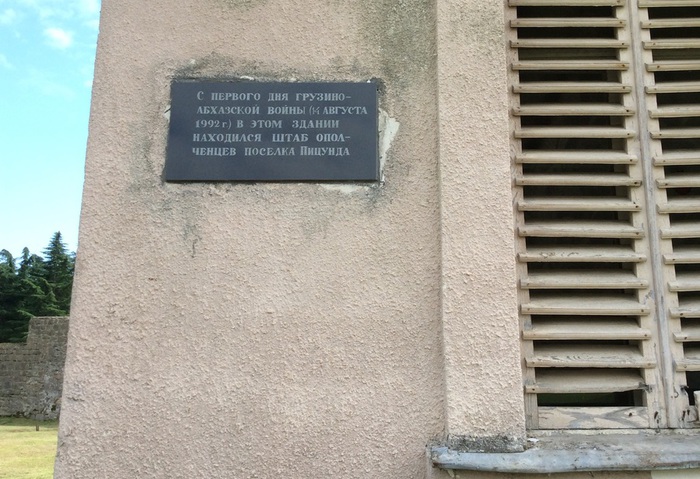 С ПЕРВОГО ДНЯ ГРУЗИНО-
АБХАЗСКОЙ ВОЙНЫ (14 АВГУСТА
1992 г.) В ЭТОМ ЗДАНИИ
НАХОДИЛСЯ ШТАБ ОПОЛ-
ЧЕНЦЕВ ПОСЕЛКА ПИЦУНДА